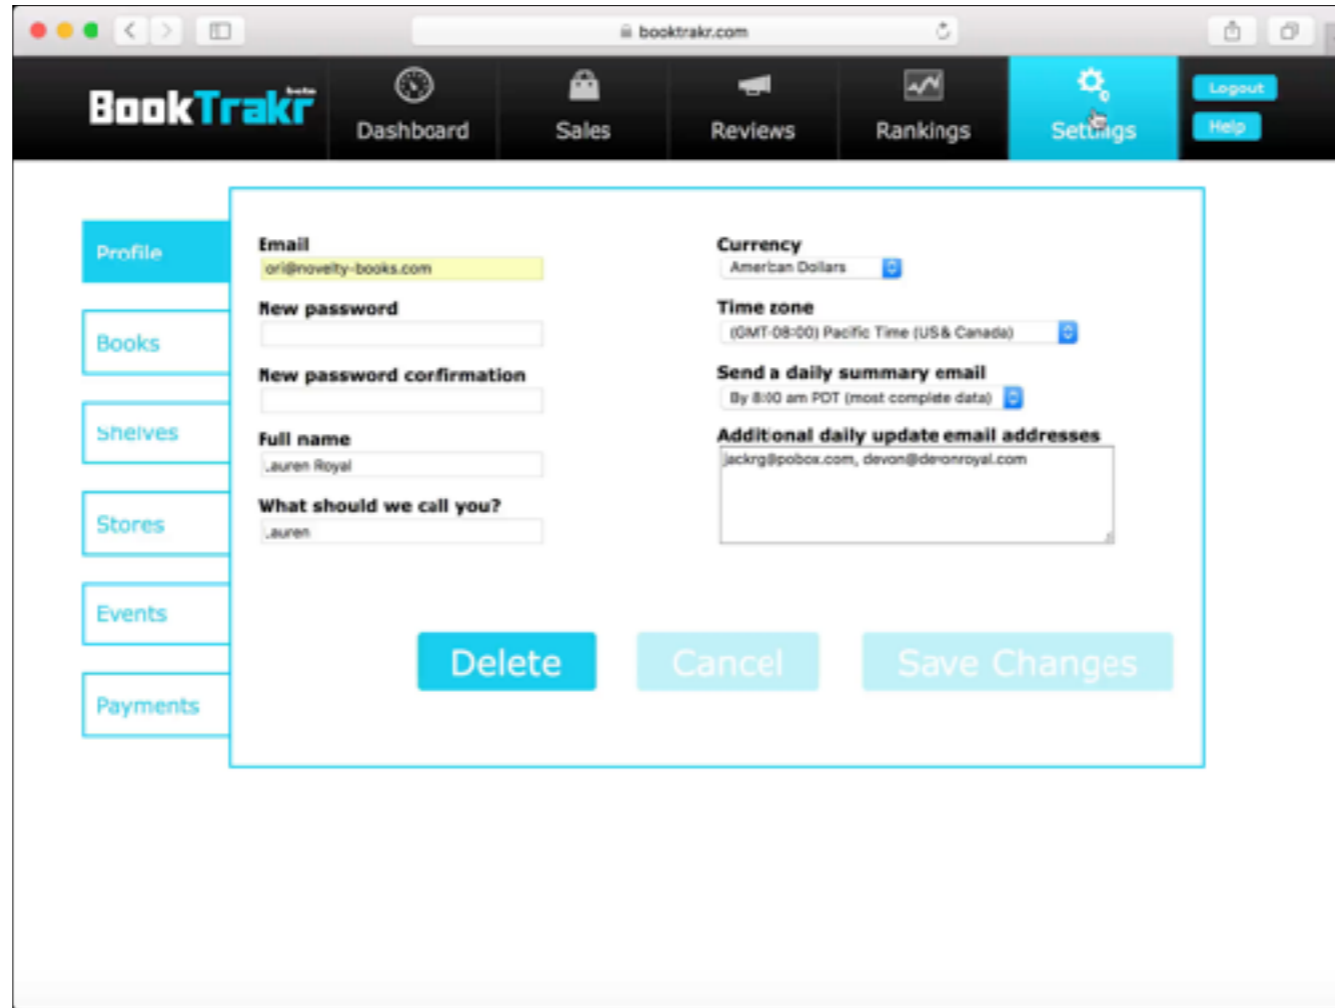 booktrakr.com
BookTrakr
beta
Dashboard
Sales
Reviews
Rankings
Settings
Logout
Help
Profile
Books
Shelves
Stores
Events
Payments
Email
ori@novelty-books.com
New password
New password confirmation
Full name
Lauren Royal
What should we call you?
Lauren
Currency
American Dollars
Time zone
(GMT-08:00) Pacific Time (US & Canada)
Send a daily summary email
By 8:00 am PDT (most complete data)
Additional daily update email addresses
jackrg@pobox.com, devon@devonroyal.com
Delete
Cancel
Save Changes